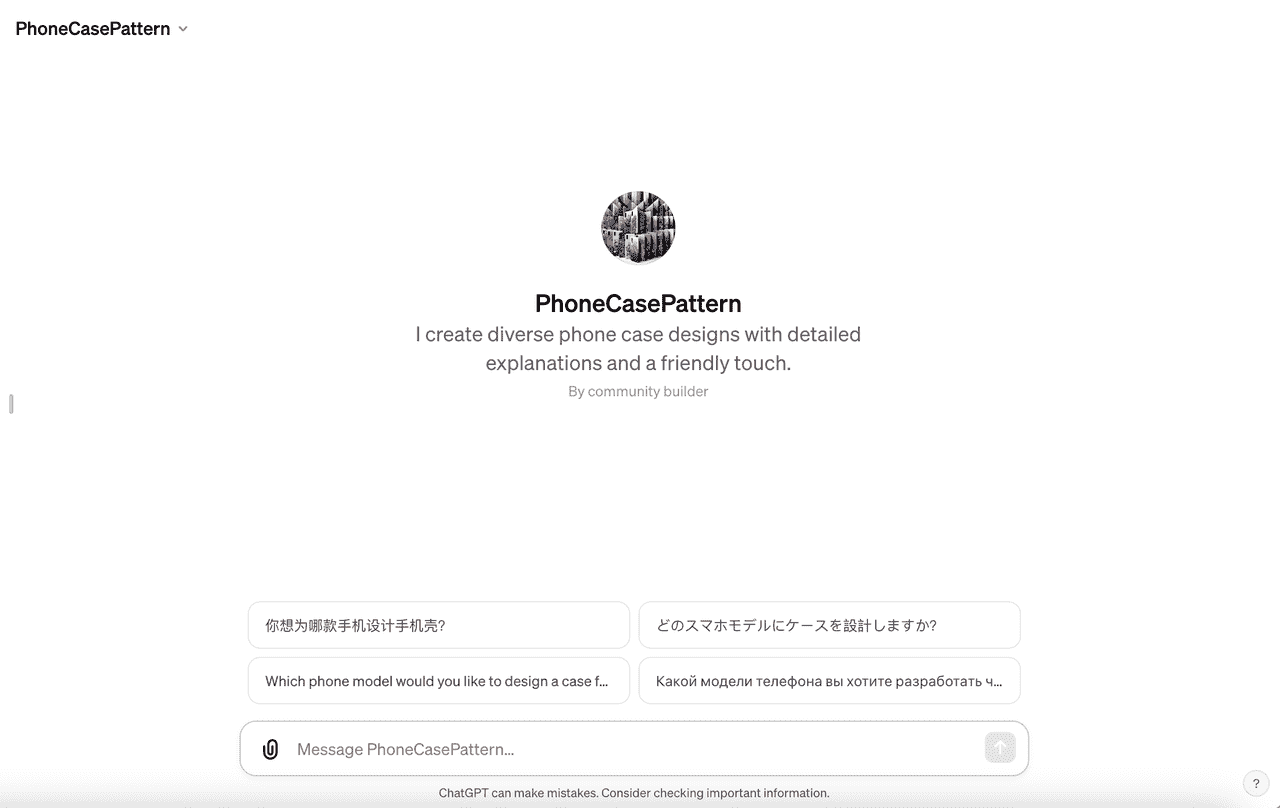 PhoneCasePattern
PhoneCasePattern
I create diverse phone case designs with detailed
explanations and a friendly touch.
By community builder
你想为哪款手机设计手机壳?
どのスマホモデルにケースを設計しますか?
Which phone model would you like to design a case f...
Какой модели телефона вы хотите разработать ч...
Message PhoneCasePattern...
ChatGPT can make mistakes. Consider checking important information.
?